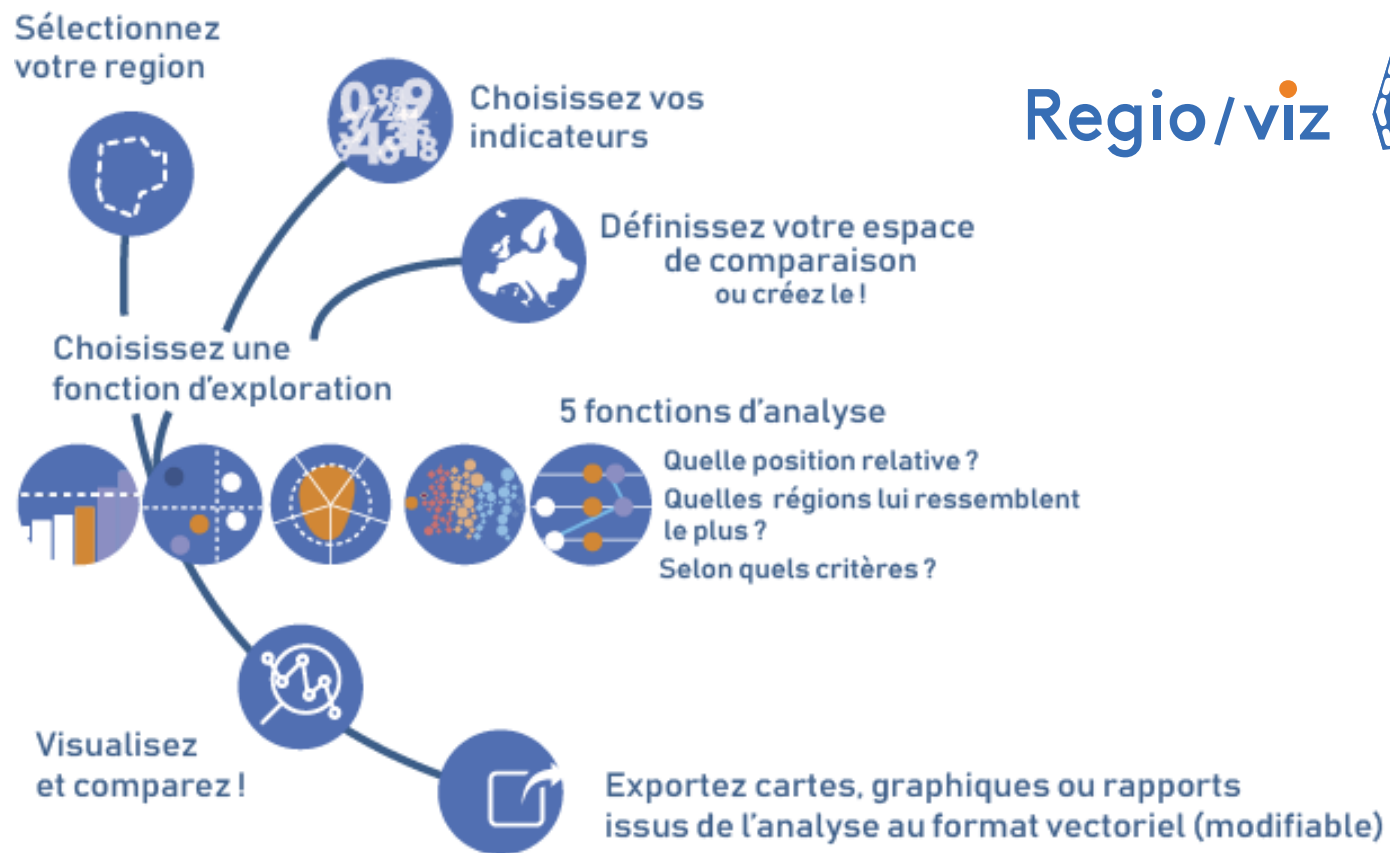 Sélectionnez
votre region
Choisissez vos
indicateurs
Regio/viz
Définissez votre espace
de comparaison
ou créez le !
Choisissez une
fonction d'exploration
5 fonctions d'analyse
Quelle position relative ?
Quelles régions lui ressemblent
le plus ?
Selon quels critères ?
Visualisez
et comparez !
Exportez cartes, graphiques ou rapports
issus de l'analyse au format vectoriel (modifiable)